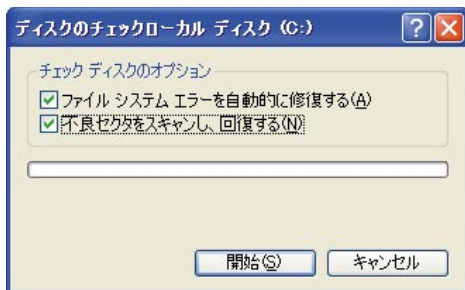 ディスクのチェックローカル ディスク (C:)
チェック ディスクのオプション
ファイル システム エラーを自動的に修復する(A)
不良セクタをスキャンし、回復する(N)
開始(S)
キャンセル